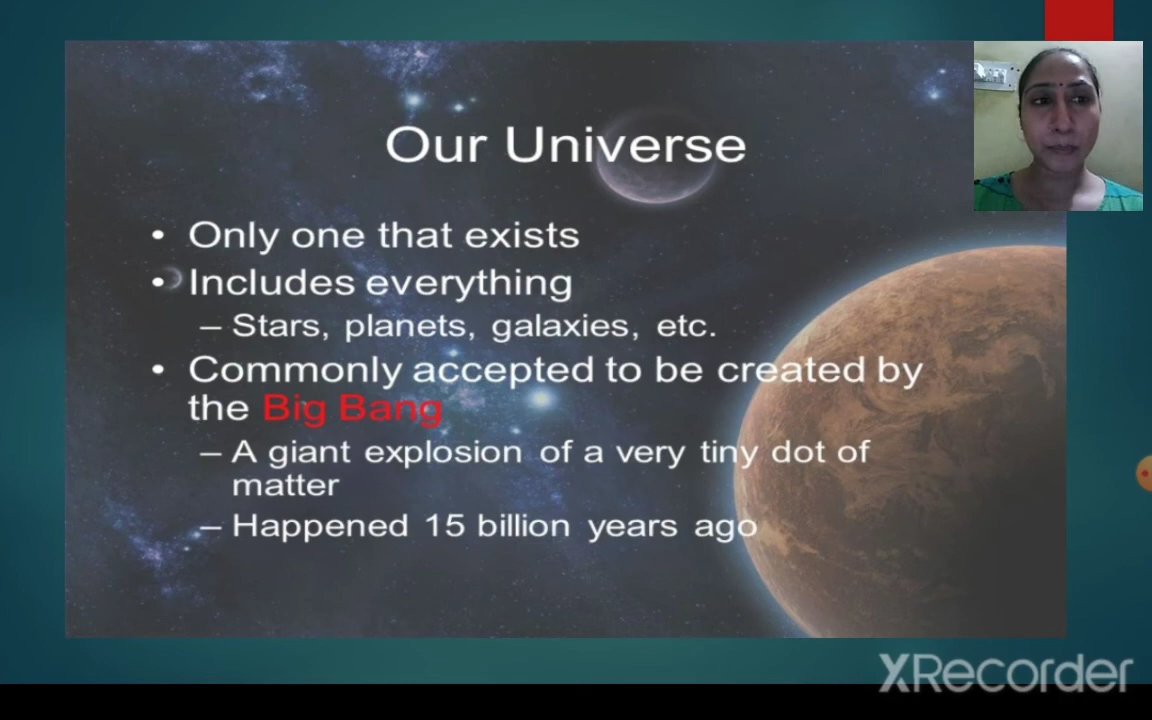 Our Universe
• Only one that exists
• Includes everything
– Stars, planets, galaxies, etc.
• Commonly accepted to be created by
the Big Bang
– A giant explosion of a very tiny dot of
matter
– Happened 15 billion years ago
XRecorder